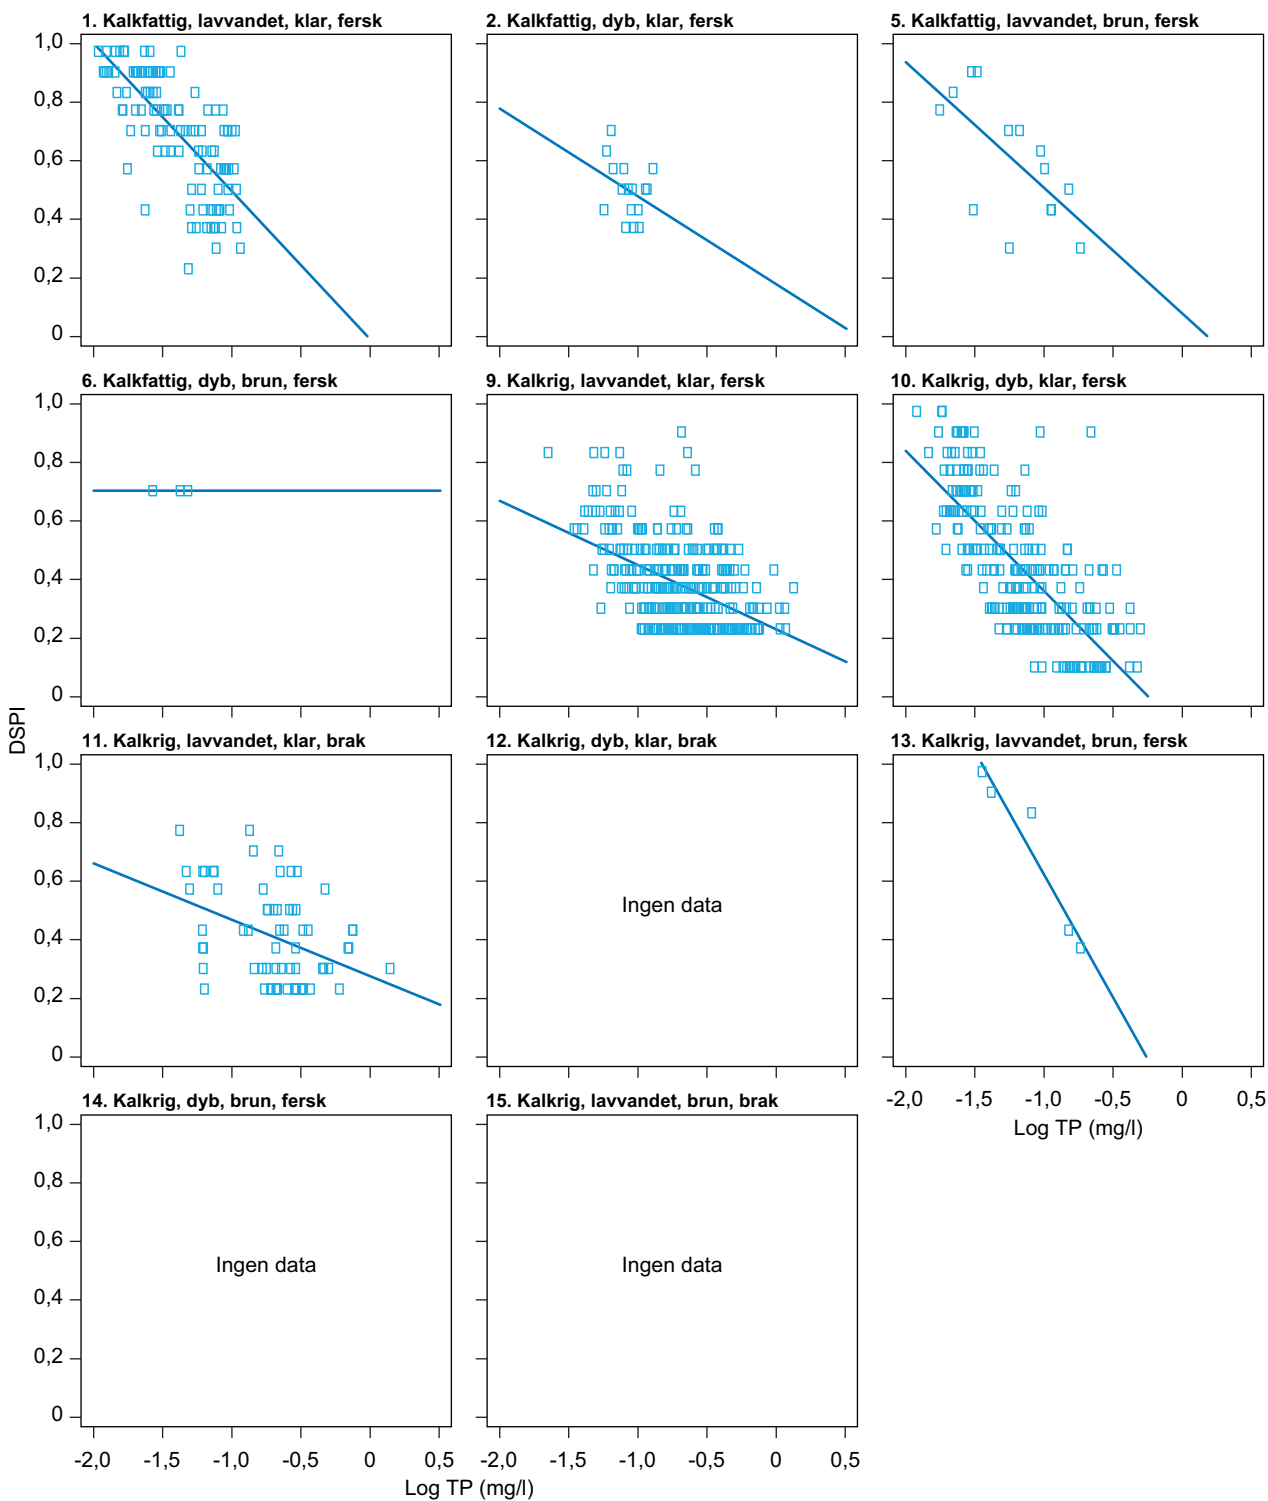 1. Kalkfattig, lavvandet, klar, fersk
2. Kalkfattig, dyb, klar, fersk
5. Kalkfattig, lavvandet, brun, fersk
1,0
0,8
0,6
0,4
0,2
0
6. Kalkfattig, dyb, brun, fersk
9. Kalkrig, lavvandet, klar, fersk
10. Kalkrig, dyb, klar, fersk
1,0
0,8
0,6
0,4
0,2
0
DSPI
11. Kalkrig, lavvandet, klar, brak
12. Kalkrig, dyb, klar, brak
13. Kalkrig, lavvandet, brun, fersk
1,0
0,8
0,6
0,4
0,2
0
Ingen data
-2,0 -1,5 -1,0 -0,5 0 0,5
Log TP (mg/l)
14. Kalkrig, dyb, brun, fersk
15. Kalkrig, lavvandet, brun, brak
1,0
0,8
0,6
0,4
0,2
0
Ingen data
Ingen data
-2,0 -1,5 -1,0 -0,5 0 0,5
-2,0 -1,5 -1,0 -0,5 0 0,5
Log TP (mg/l)